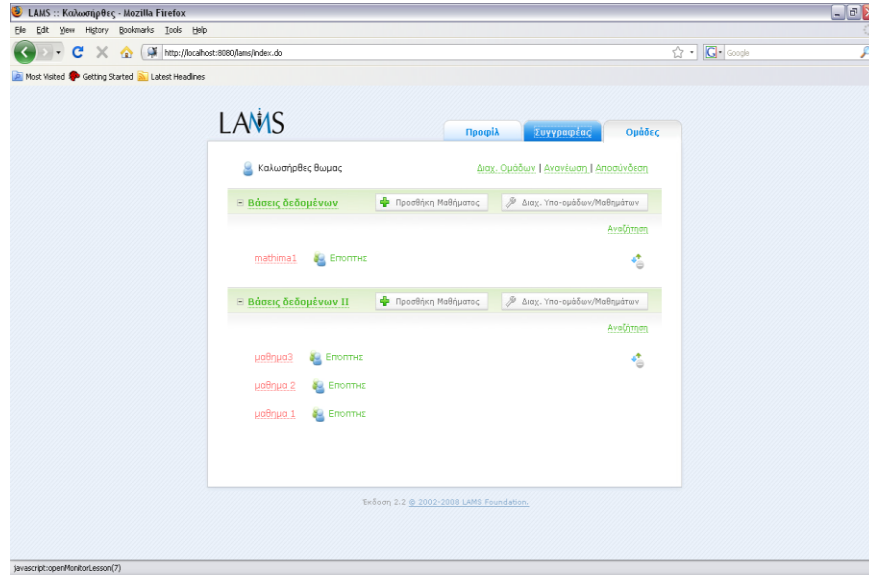 LAMS :: Καλωσήρθες - Mozilla Firefox
File Edit View History Bookmarks Tools Help
http://localhost:8080/lams/index.do
Google
Most Visited Getting Started Latest Headlines
LAMS
Προφίλ Συγγραφέας Ομάδες
Καλωσήρθες θωμας Διαχ. Ομάδων | Ανανέωση | Αποσύνδεση
Βάσεις δεδομένων Προσθήκη Μαθήματος Διαχ. Υπο-ομάδων/Μαθημάτων
Αναζήτηση
mathima1 Εποπτης
Βάσεις δεδομένων II Προσθήκη Μαθήματος Διαχ. Υπο-ομάδων/Μαθημάτων
Αναζήτηση
μαθημα3 Εποπτης
μαθημα 2 Εποπτης
μαθημα 1 Εποπτης
Έκδοση 2.2 @ 2002-2008 LAMS Foundation.
javascript:openMonitorLesson(7)